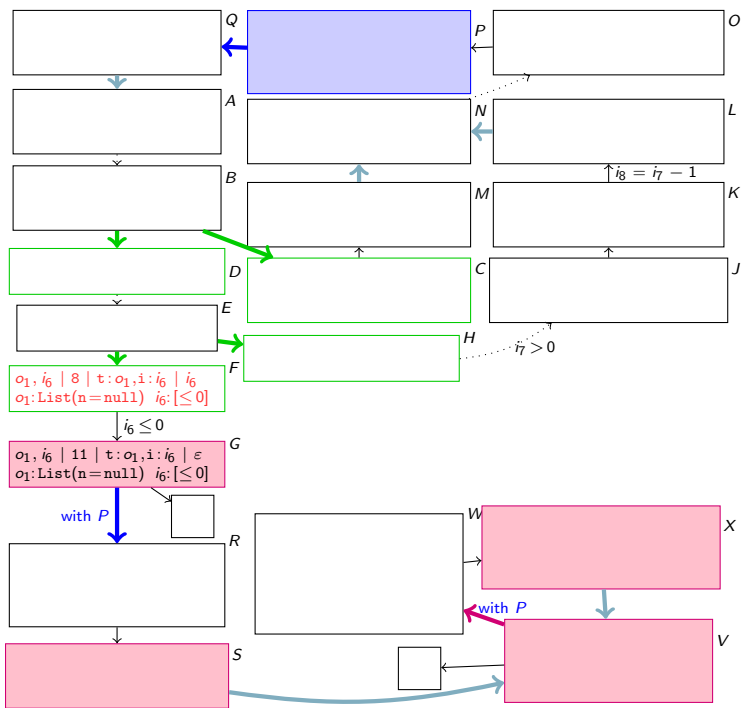 Q
P
O
A
N
L
i₈ = i₇ − 1
B
M
K
D
C
J
E
H
i₇ > 0
F
o₁, i₆ | 8 | t:o₁,i:i₆ | i₆
o₁:List(n=null) i₆:[≤0]
i₆ ≤ 0
G
o₁, i₆ | 11 | t:o₁,i:i₆ | ε
o₁:List(n=null) i₆:[≤0]
with P
R
W
X
with P
S
V